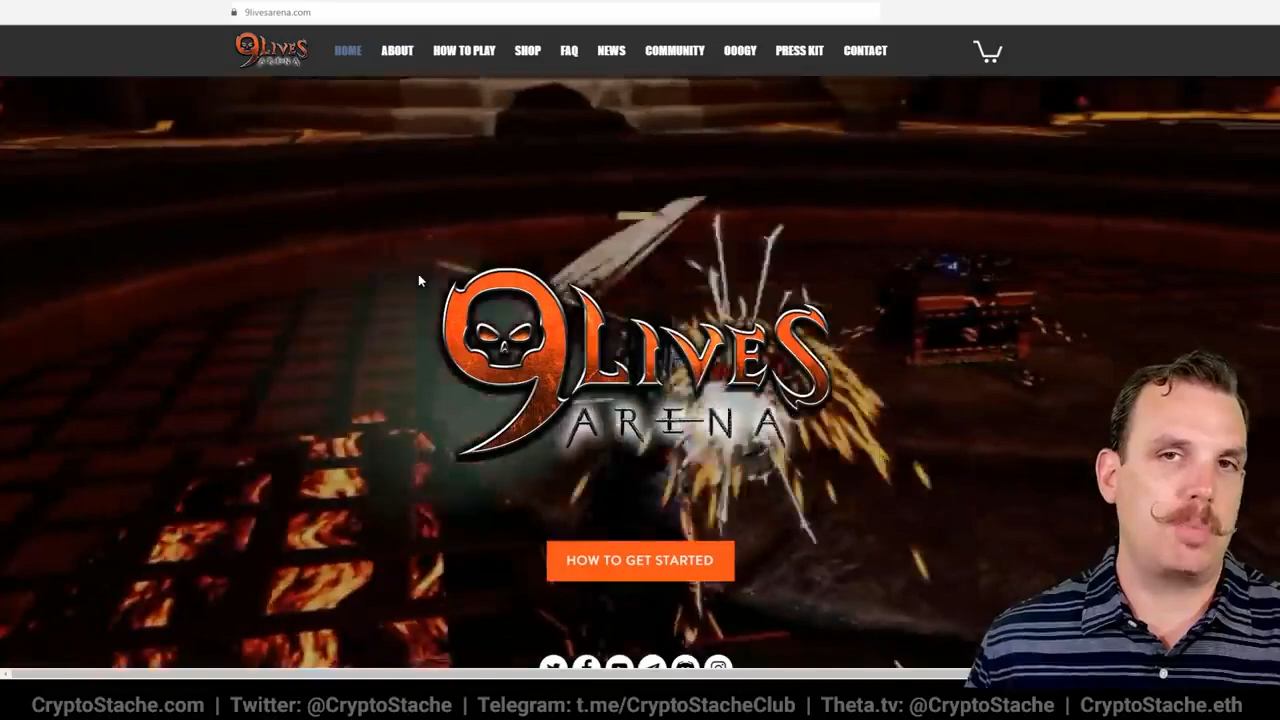 9livesarena.com
9LIVES ARENA
HOME ABOUT HOW TO PLAY SHOP FAQ NEWS COMMUNITY OOOGY PRESS KIT CONTACT
9LIVES
ARENA
HOW TO GET STARTED
CryptoStache.com | Twitter: @CryptoStache | Telegram: t.me/CryptoStacheClub | Theta.tv: @CryptoStache | CryptoStache.eth